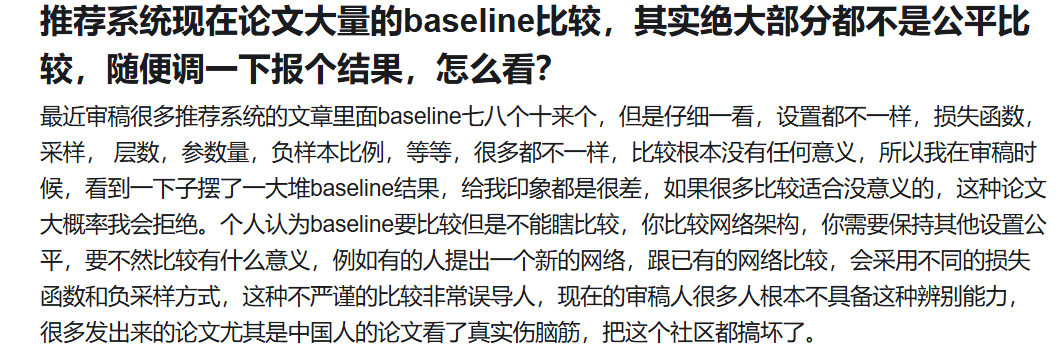 推荐系统现在论文大量的baseline比较，其实绝大部分都不是公平比
较，随便调一下报个结果，怎么看？
最近审稿很多推荐系统的文章里面baseline七八个十来个，但是仔细一看，设置都不一样，损失函数，
采样， 层数，参数量，负样本比例，等等，很多都不一样，比较根本没有任何意义，所以我在审稿时
候，看到一下子摆了一大堆baseline结果，给我印象都是很差，如果很多比较适合没意义的，这种论文
大概率我会拒绝。个人认为baseline要比较但是不能瞎比较，你比较网络架构，你需要保持其他设置公
平，要不然比较有什么意义，例如有的人提出一个新的网络，跟已有的网络比较，会采用不同的损失
函数和负采样方式，这种不严谨的比较非常误导人，现在的审稿人很多人根本不具备这种辨别能力，
很多发出来的论文尤其是中国人的论文看了真实伤脑筋，把这个社区都搞坏了。